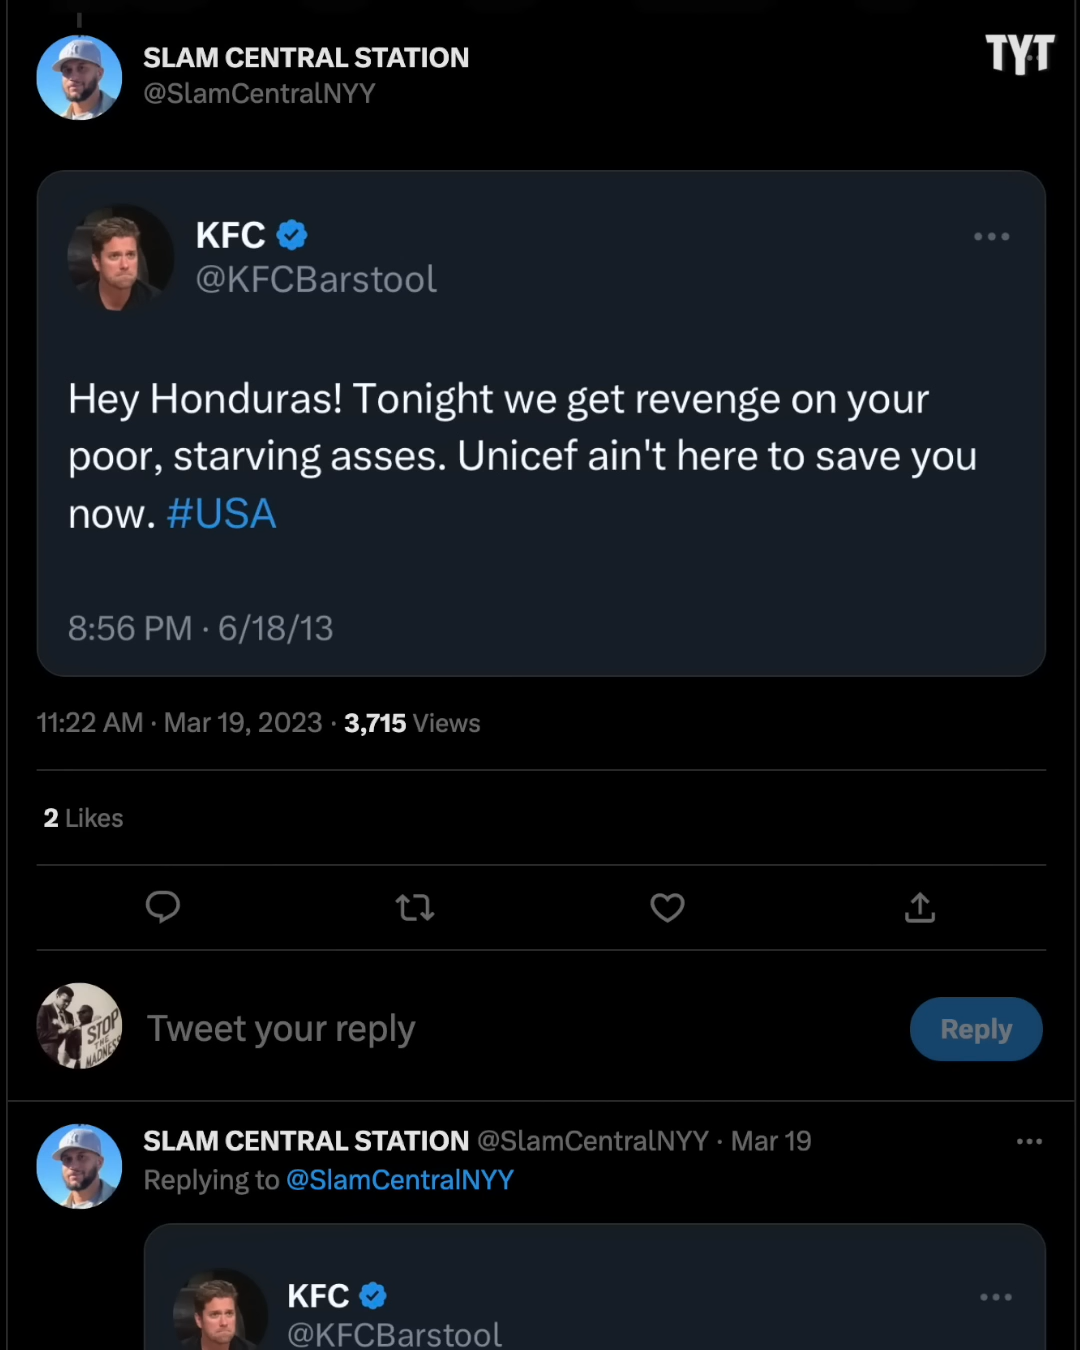 SLAM CENTRAL STATION
@SlamCentralNYY
TYT
KFC
@KFCBarstool
Hey Honduras! Tonight we get revenge on your
poor, starving asses. Unicef ain't here to save you
now. #USA
8:56 PM · 6/18/13
11:22 AM · Mar 19, 2023 · 3,715 Views
2 Likes
STOP
THE
MADNESS
Tweet your reply
Reply
SLAM CENTRAL STATION @SlamCentralNYY · Mar 19
Replying to @SlamCentralNYY
KFC
@KFCBarstool